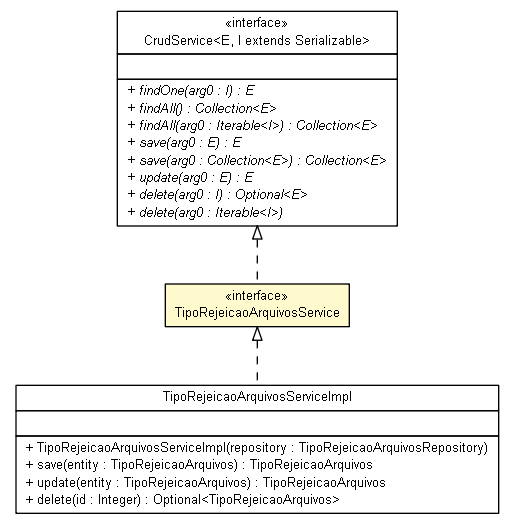 «interface»
CrudService<E, I extends Serializable>
+ findOne(arg0 : I) : E
+ findAll() : Collection<E>
+ findAll(arg0 : Iterable<I>) : Collection<E>
+ save(arg0 : E) : E
+ save(arg0 : Collection<E>) : Collection<E>
+ update(arg0 : E) : E
+ delete(arg0 : I) : Optional<E>
+ delete(arg0 : Iterable<I>)
«interface»
TipoRejeicaoArquivosService
TipoRejeicaoArquivosServiceImpl
+ TipoRejeicaoArquivosServiceImpl(repository : TipoRejeicaoArquivosRepository)
+ save(entity : TipoRejeicaoArquivos) : TipoRejeicaoArquivos
+ update(entity : TipoRejeicaoArquivos) : TipoRejeicaoArquivos
+ delete(id : Integer) : Optional<TipoRejeicaoArquivos>